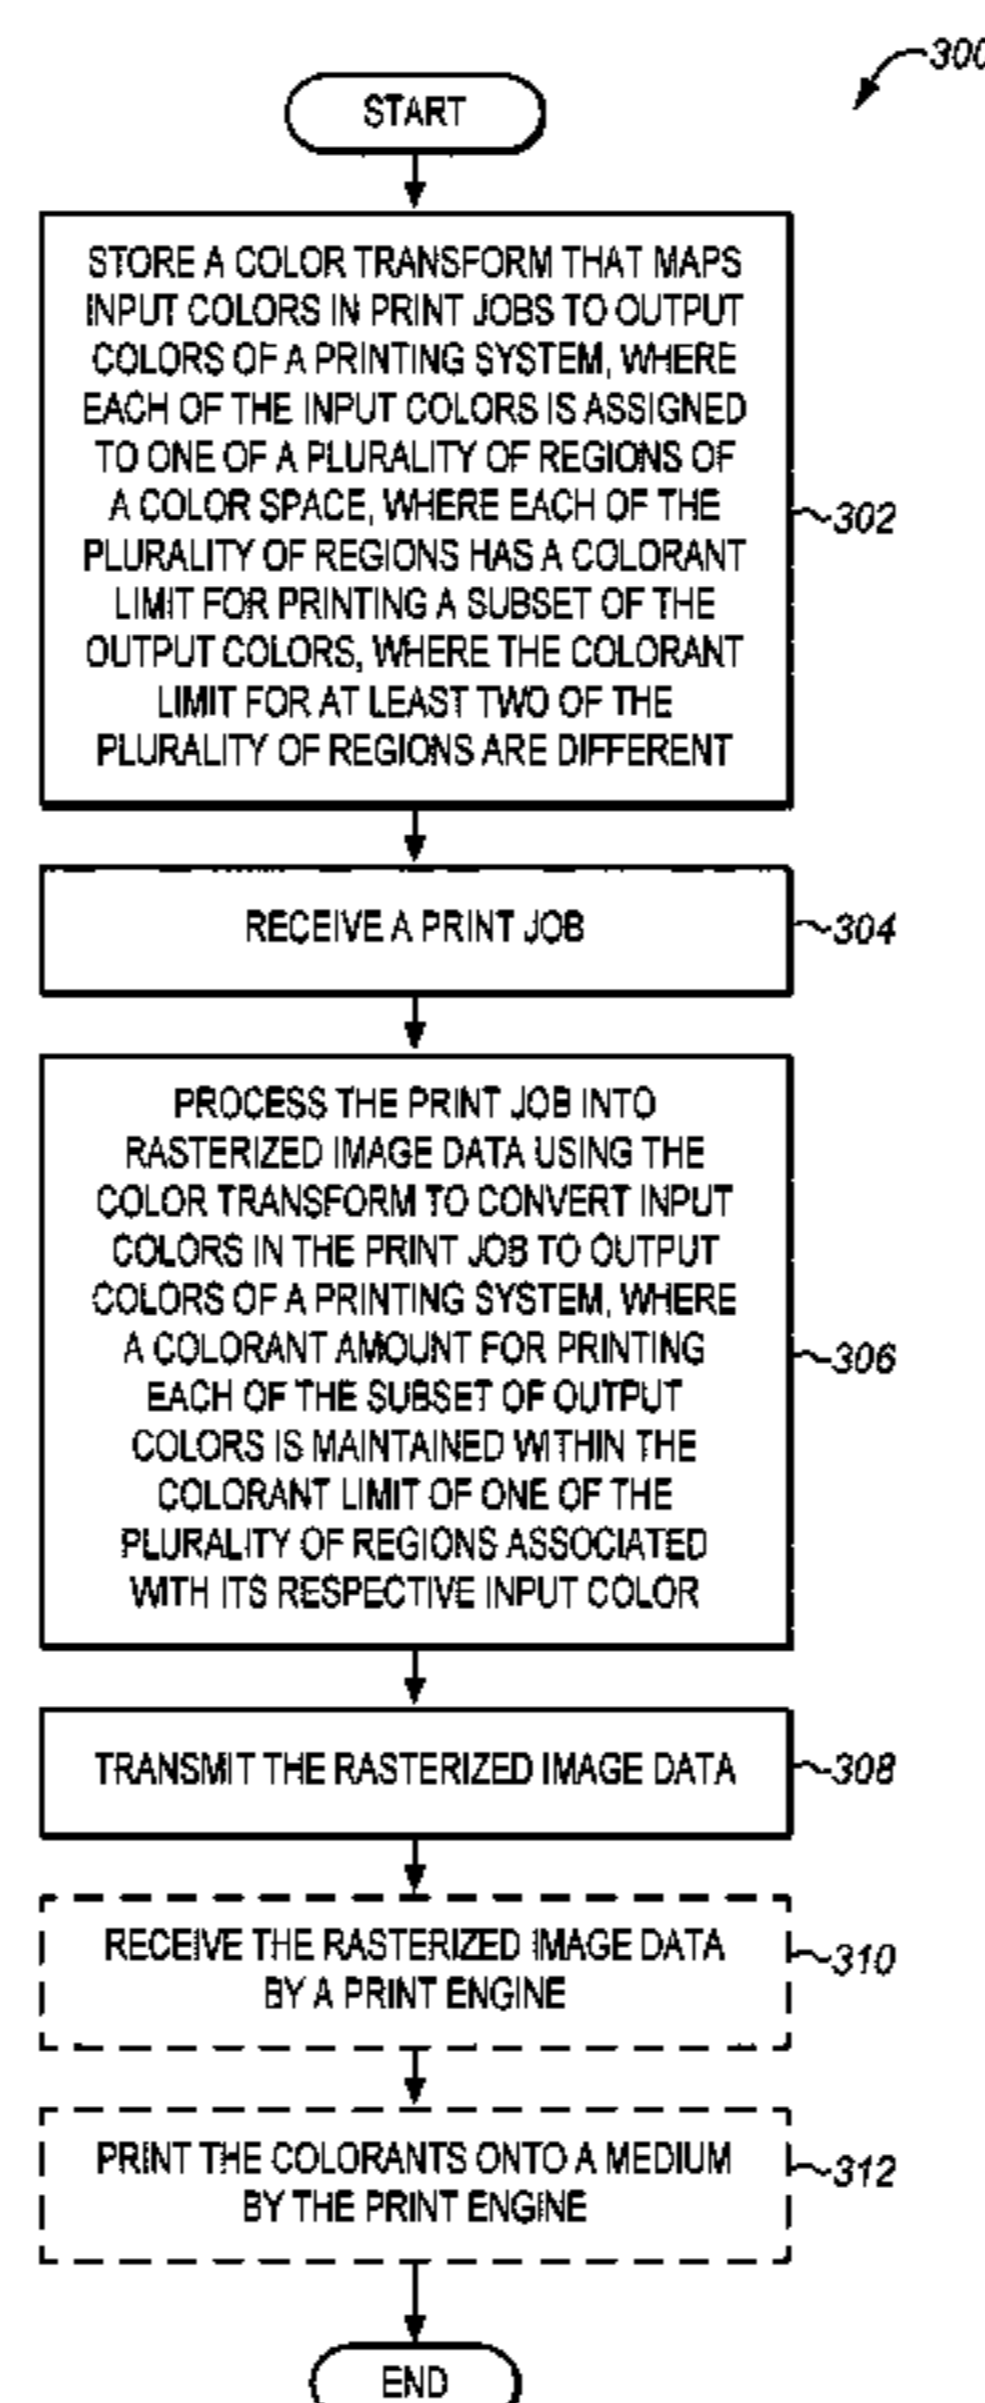 300
START
STORE A COLOR TRANSFORM THAT MAPS
INPUT COLORS IN PRINT JOBS TO OUTPUT
COLORS OF A PRINTING SYSTEM, WHERE
EACH OF THE INPUT COLORS IS ASSIGNED
TO ONE OF A PLURALITY OF REGIONS OF
A COLOR SPACE, WHERE EACH OF THE
PLURALITY OF REGIONS HAS A COLORANT
LIMIT FOR PRINTING A SUBSET OF THE
OUTPUT COLORS, WHERE THE COLORANT
LIMIT FOR AT LEAST TWO OF THE
PLURALITY OF REGIONS ARE DIFFERENT
302
RECEIVE A PRINT JOB
304
PROCESS THE PRINT JOB INTO
RASTERIZED IMAGE DATA USING THE
COLOR TRANSFORM TO CONVERT INPUT
COLORS IN THE PRINT JOB TO OUTPUT
COLORS OF A PRINTING SYSTEM, WHERE
A COLORANT AMOUNT FOR PRINTING
EACH OF THE SUBSET OF OUTPUT
COLORS IS MAINTAINED WITHIN THE
COLORANT LIMIT OF ONE OF THE
PLURALITY OF REGIONS ASSOCIATED
WITH ITS RESPECTIVE INPUT COLOR
306
TRANSMIT THE RASTERIZED IMAGE DATA
308
RECEIVE THE RASTERIZED IMAGE DATA
BY A PRINT ENGINE
310
PRINT THE COLORANTS ONTO A MEDIUM
BY THE PRINT ENGINE
312
END